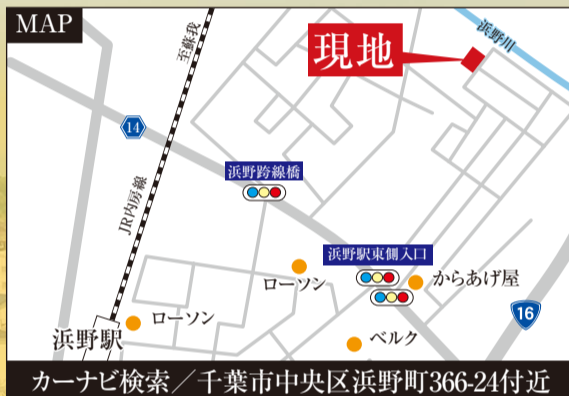 MAP
至蘇我
現地
浜野川
14
JR内房線
浜野跨線橋
浜野駅東側入口
ローソン
からあげ屋
16
ローソン
浜野駅
ベルク
カーナビ検索／千葉市中央区浜野町366-24付近